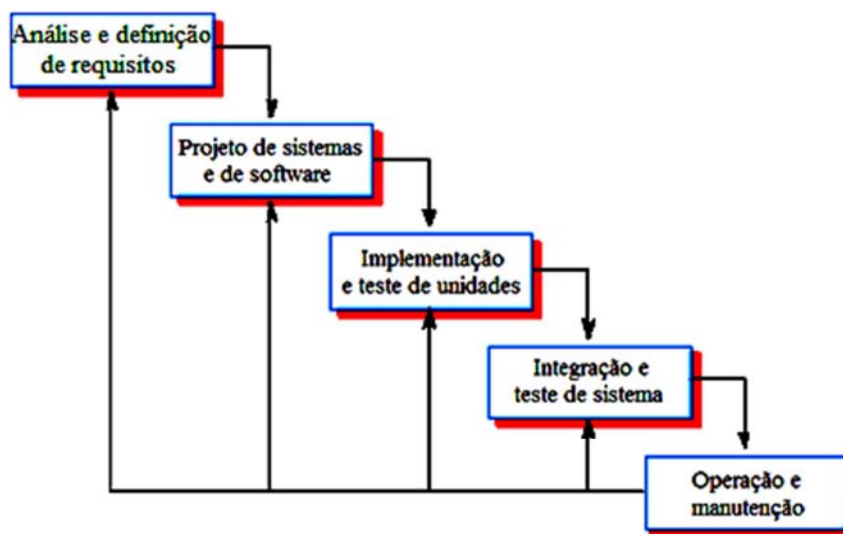 Análise e definição
de requisitos
Projeto de sistemas
e de software
Implementação
e teste de unidades
Integração e
teste de sistema
Operação e
manutenção